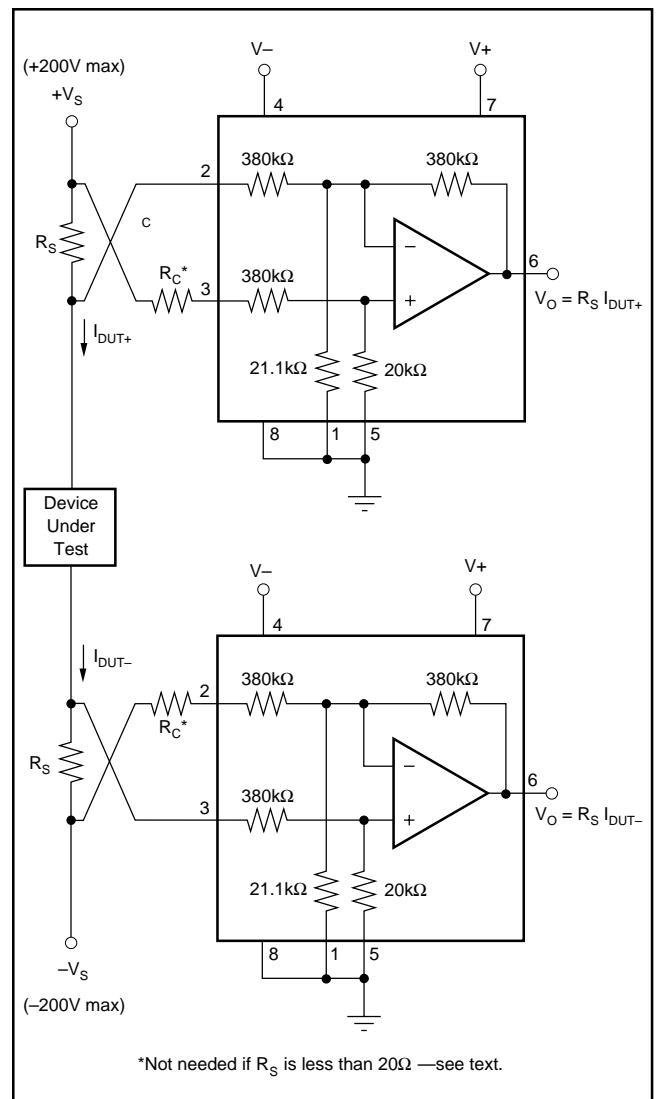 (+200V max)
+V_S
V–
V+
4
7
2
380kΩ
380kΩ
R_S
C
R_C*
3
380kΩ
6
V_O = R_S I_DUT+
I_DUT+
21.1kΩ
20kΩ
8
1
5
Device
Under
Test
V–
V+
4
7
I_DUT–
2
380kΩ
380kΩ
R_C*
R_S
3
380kΩ
6
V_O = R_S I_DUT–
21.1kΩ
20kΩ
8
1
5
–V_S
(–200V max)
*Not needed if R_S is less than 20Ω —see text.
–
+
–
+